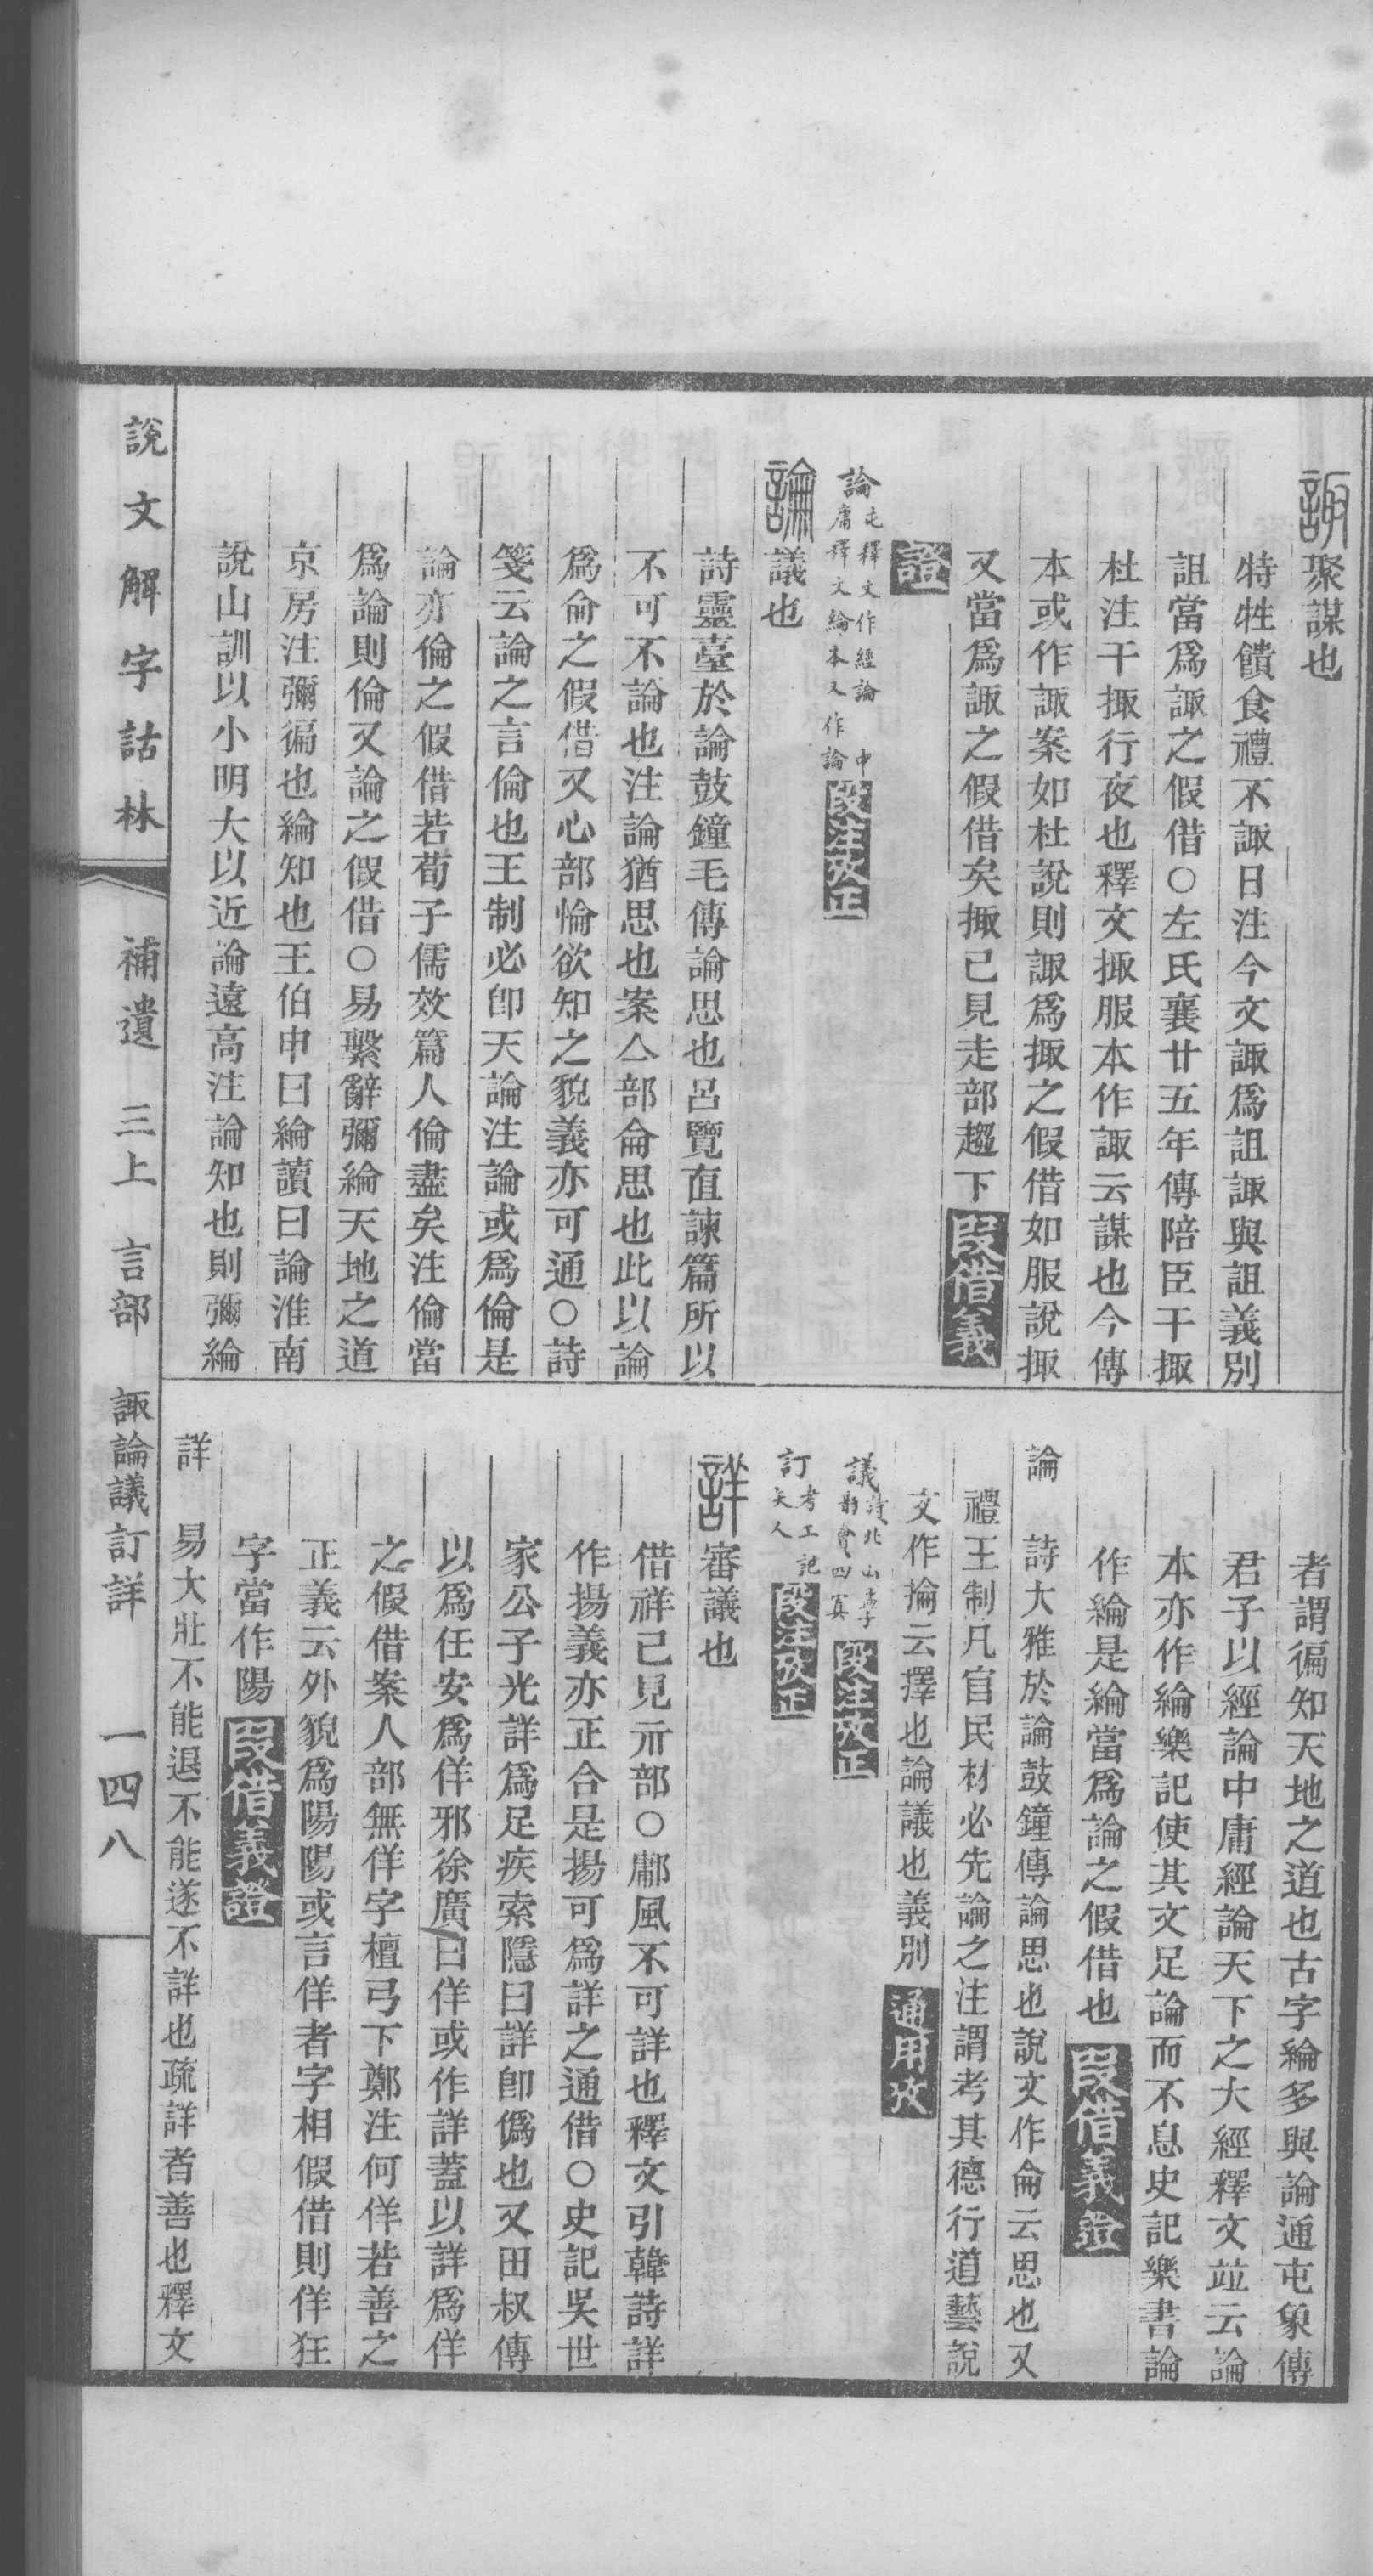 諏聚謀也
特牲饋食禮不諏日注今文諏爲詛諏與詛義別
詛當爲諏之假借○左氏襄廿五年傳陪臣干掫
杜注干掫行夜也釋文掫服本作諏云謀也今傳
本或作諏案如杜說則諏爲掫之假借如服說掫
又當爲諏之假借矣掫已見走部趨下叚借義
證
論屯釋文作經論 中庸釋文綸本又作論段注攷正
論議也
詩靈臺於論鼓鐘毛傳論思也呂覽直諫篇所以
不可不論也注論猶思也案亼部侖思也此以論
爲侖之假借又心部惀欲知之貌義亦可通○詩
箋云論之言倫也王制必卽天論注論或爲倫是
論亦倫之假借若荀子儒效篇人倫盡矣注倫當
爲論則倫又論之假借○易繫辭彌綸天地之道
京房注彌徧也綸知也王伯申曰綸讀曰論淮南
說山訓以小明大以近論遠高注論知也則彌綸
者謂徧知天地之道也古字綸多與論通屯象傳
君子以經論中庸經論天下之大經釋文竝云論
本亦作綸樂記使其文足論而不息史記樂書論
作綸是綸當爲論之假借也叚借義證
論 詩大雅於論鼓鐘傳論思也說文作侖云思也又
禮王制凡官民材必先論之注謂考其德行道藝說
文作掄云擇也論議也義別通用攷
議詩北山韻會四寘段注攷正
訂考工記矢人段注攷正
詳審議也
借祥已見示部○鄘風不可詳也釋文引韓詩詳
作揚義亦正合是揚可爲詳之通借○史記吳世
家公子光詳爲足疾索隱曰詳卽僞也又田叔傳
以爲任安爲佯邪徐廣曰佯或作詳蓋以詳爲佯
之假借案人部無佯字檀弓下鄭注何佯若善之
正義云外貌爲陽陽或言佯者字相假借則佯狂
字當作陽叚借義證
詳 易大壯不能退不能遂不詳也疏詳者善也釋文
說文解字詁林 補遺 三上 言部 諏論議訂詳 一四八